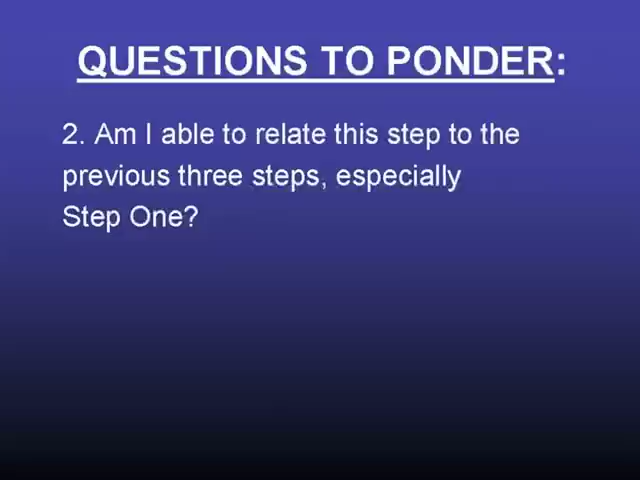 QUESTIONS TO PONDER:
2. Am I able to relate this step to the
previous three steps, especially
Step One?